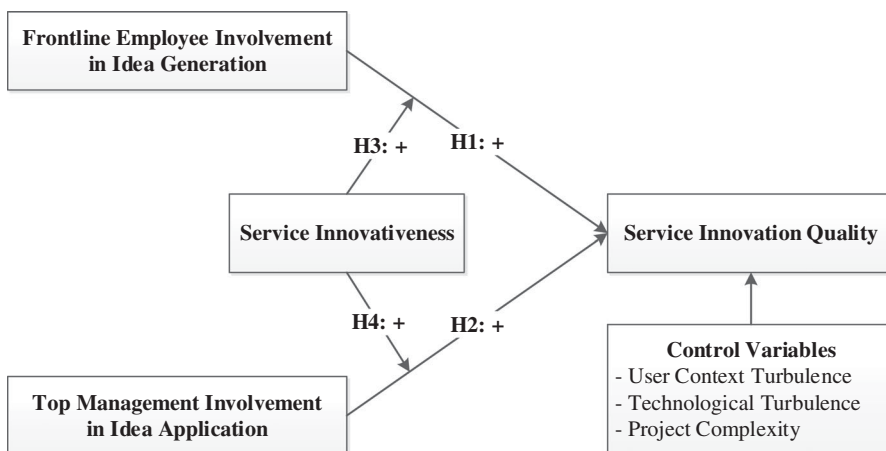 Frontline Employee Involvement
in Idea Generation
H3: +
H1: +
Service Innovativeness
Service Innovation Quality
H4: +
H2: +
Control Variables
- User Context Turbulence
- Technological Turbulence
- Project Complexity
Top Management Involvement
in Idea Application